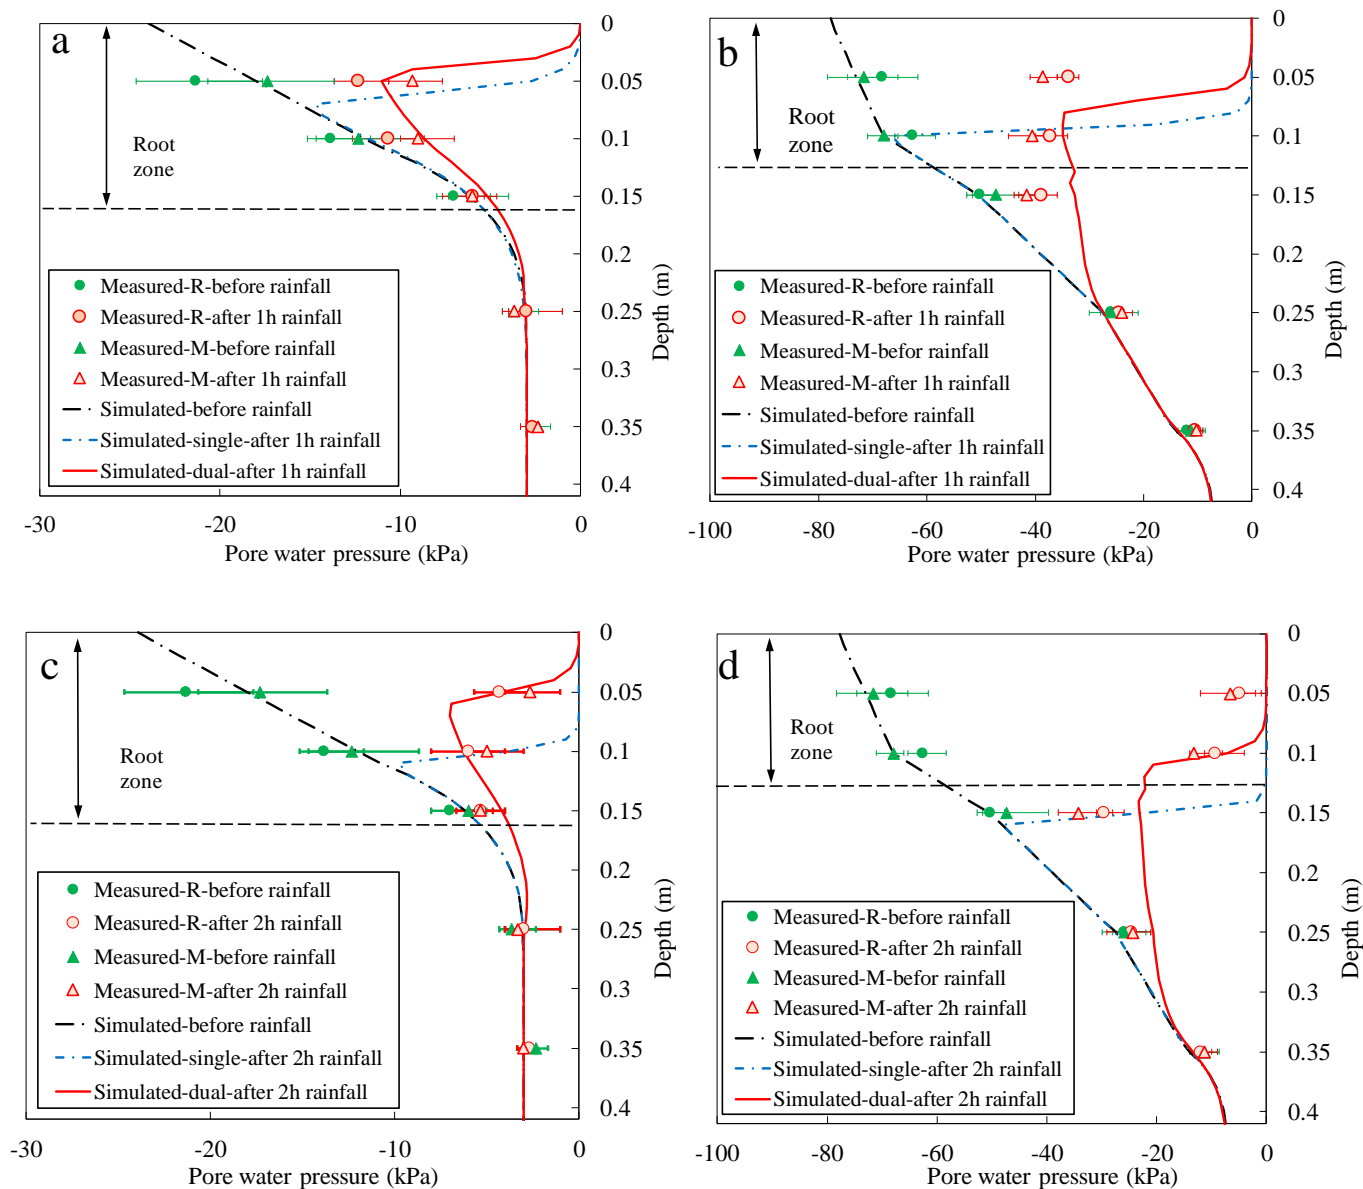 a
Root
zone
Measured-R-before rainfall
Measured-R-after 1h rainfall
Measured-M-before rainfall
Measured-M-after 1h rainfall
Simulated-before rainfall
Simulated-single-after 1h rainfall
Simulated-dual-after 1h rainfall
0
0.05
0.1
0.15
0.2
0.25
0.3
0.35
0.4
Depth (m)
-30
-20
-10
0
Pore water pressure (kPa)
b
Root
zone
Measured-R-before rainfall
Measured-R-after 1h rainfall
Measured-M-befor rainfall
Measured-M-after 1h rainfall
Simulated-before rainfall
Simulated-single-after 1h rainfall
Simulated-dual-after 1h rainfall
0
0.05
0.1
0.15
0.2
0.25
0.3
0.35
0.4
Depth (m)
-100
-80
-60
-40
-20
0
Pore water pressure (kPa)
c
Root
zone
Measured-R-before rainfall
Measured-R-after 2h rainfall
Measured-M-before rainfall
Measured-M-after 2h rainfall
Simulated-before rainfall
Simulated-single-after 2h rainfall
Simulated-dual-after 2h rainfall
0
0.05
0.1
0.15
0.2
0.25
0.3
0.35
0.4
Depth (m)
-30
-20
-10
0
Pore water pressure (kPa)
d
Root
zone
Measured-R-before rainfall
Measured-R-after 2h rainfall
Measured-M-befor rainfall
Measured-M-after 2h rainfall
Simulated-before rainfall
Simulated-single-after 2h rainfall
Simulated-dual-after 2h rainfall
0
0.05
0.1
0.15
0.2
0.25
0.3
0.35
0.4
Depth (m)
-100
-80
-60
-40
-20
0
Pore water pressure (kPa)